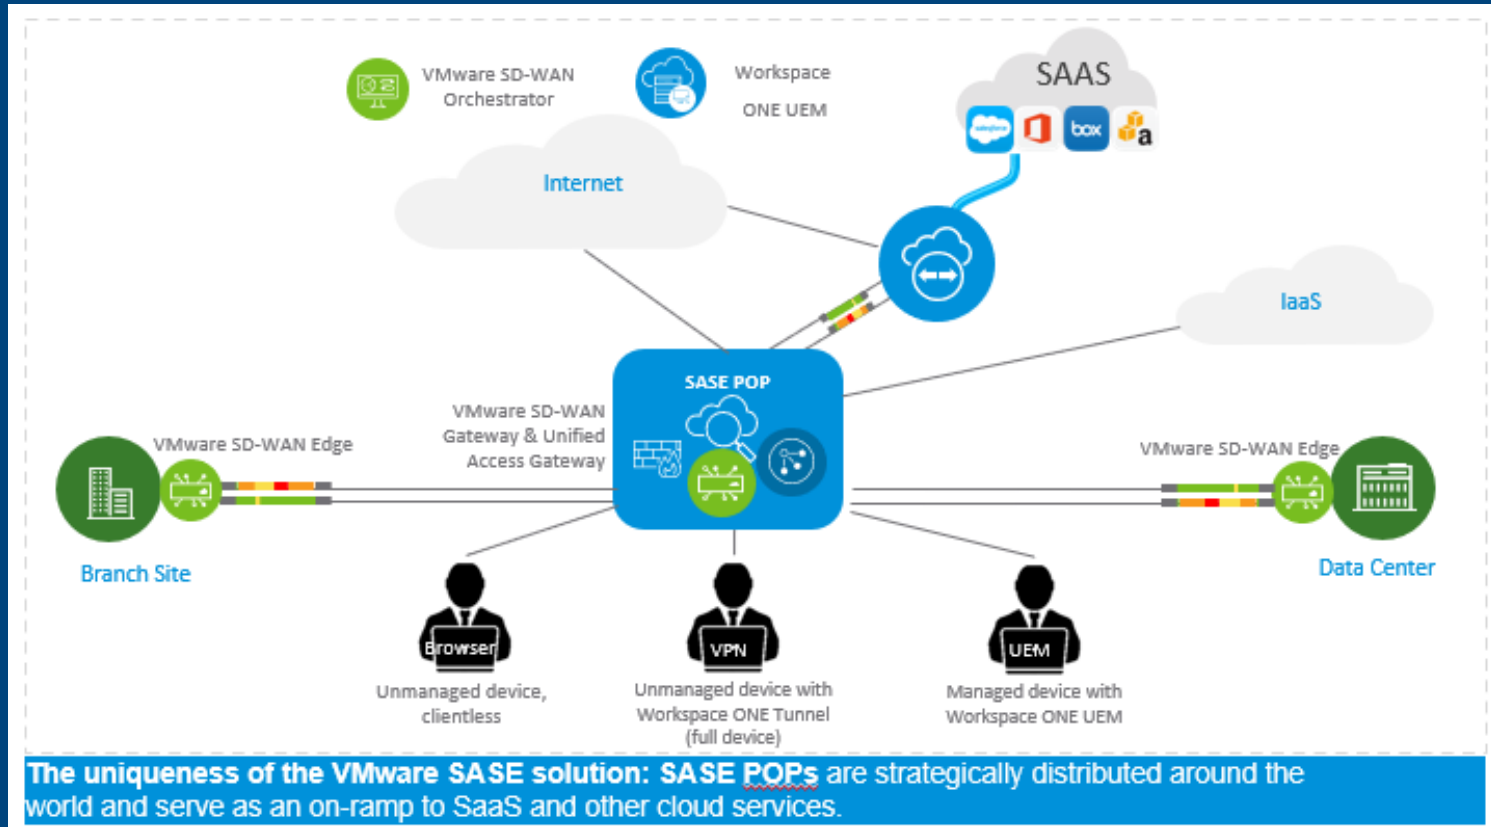 VMware SD-WAN
Orchestrator
Workspace
ONE UEM
SAAS
salesforce
box
a
Internet
IaaS
SASE POP
VMware SD-WAN
Gateway & Unified
Access Gateway
VMware SD-WAN Edge
VMware SD-WAN Edge
Branch Site
Data Center
Browser
VPN
UEM
Unmanaged device,
clientless
Unmanaged device with
Workspace ONE Tunnel
(full device)
Managed device with
Workspace ONE UEM
The uniqueness of the VMware SASE solution: SASE POPs are strategically distributed around the
world and serve as an on-ramp to SaaS and other cloud services.